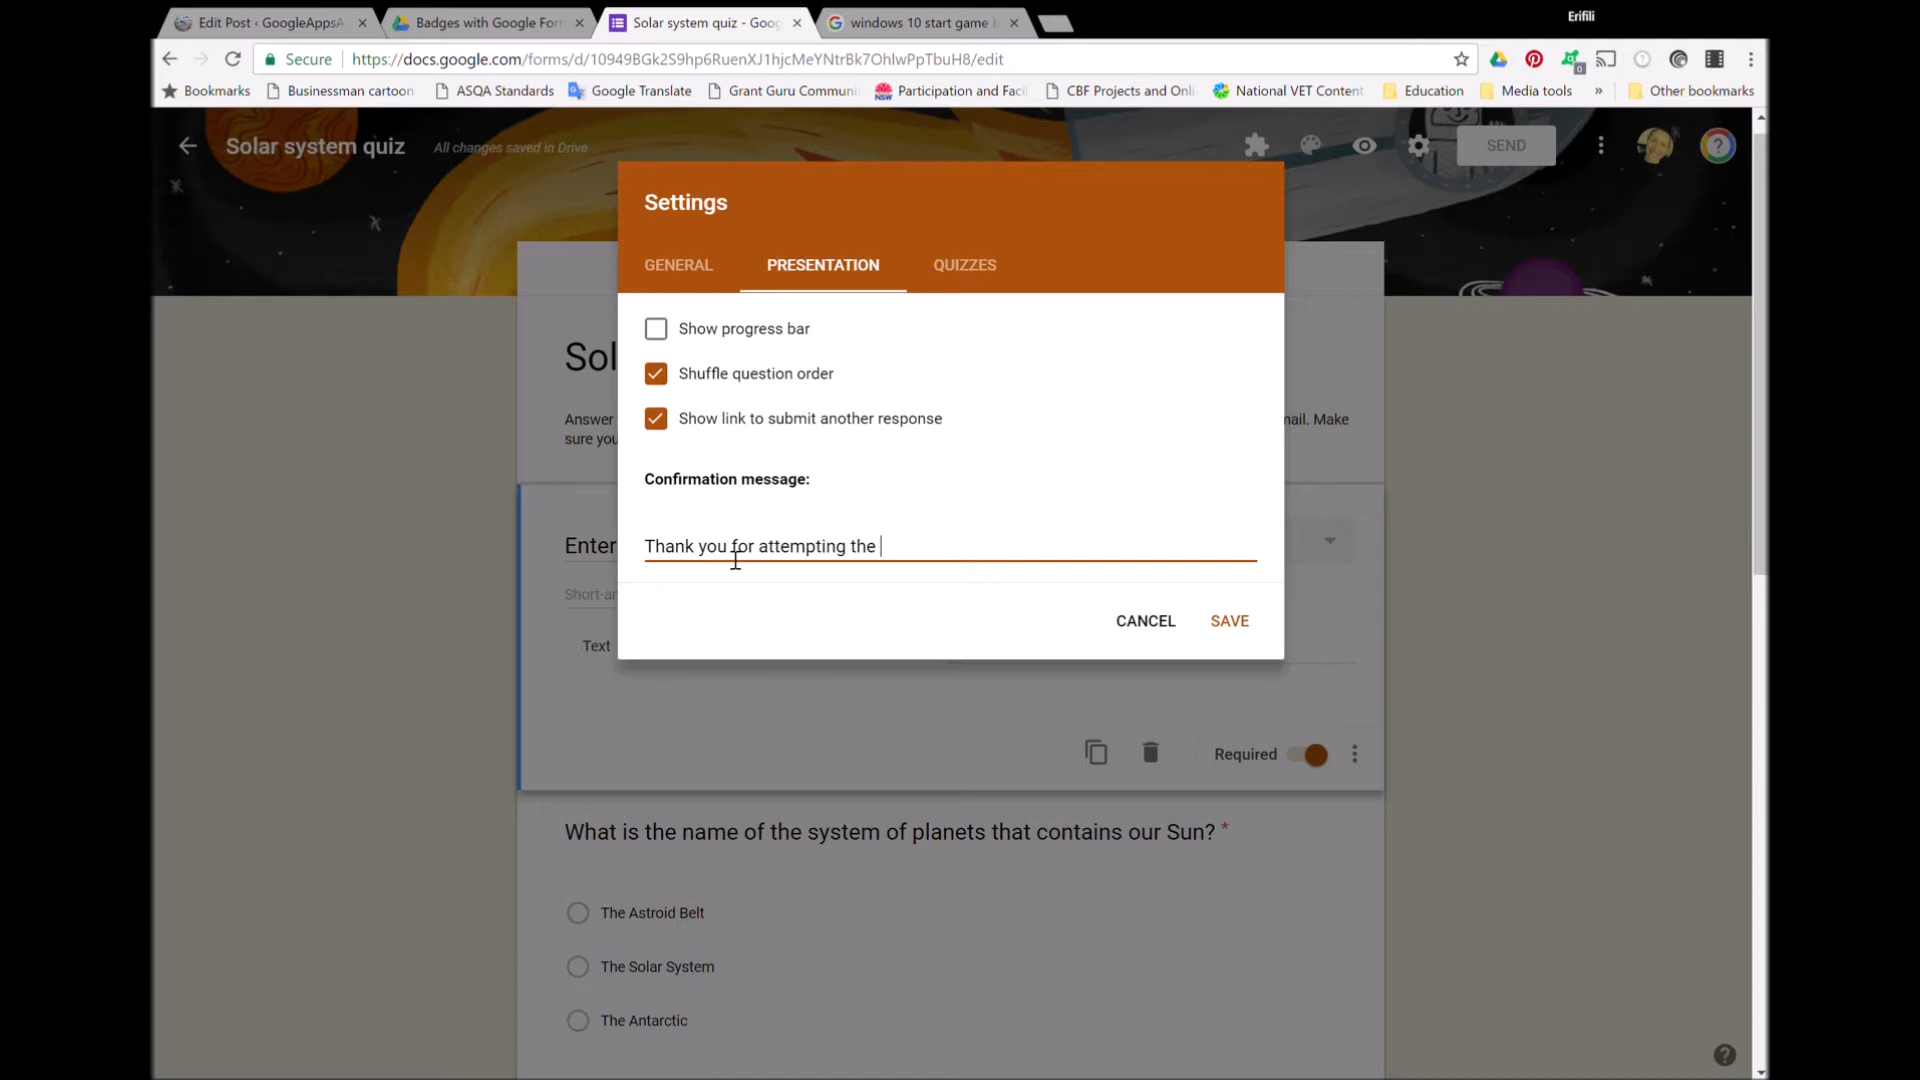 Erifili
Edit Post ‹ GoogleAppsA
Badges with Google For
Solar system quiz - Goog
windows 10 start game b
Secure
https://docs.google.com/forms/d/10949BGk2S9hp6RuenXJ1hjcMeYNtrBk7OhlwPpTbuH8/edit
0
Bookmarks
Businessman cartoon
ASQA Standards
Google Translate
Grant Guru Communi
NSW
Participation and Faci
CBF Projects and Onli
National VET Content
Education
Media tools
»
Other bookmarks
Solar system quiz
All changes saved in Drive
SEND
?
Settings
GENERAL
PRESENTATION
QUIZZES
Show progress bar
Sol
Shuffle question order
Answer
Show link to submit another response
mail. Make
sure you
Confirmation message:
Enter
Thank you for attempting the
Short-an
CANCEL
SAVE
Text
Required
What is the name of the system of planets that contains our Sun? *
The Astroid Belt
The Solar System
The Antarctic
?